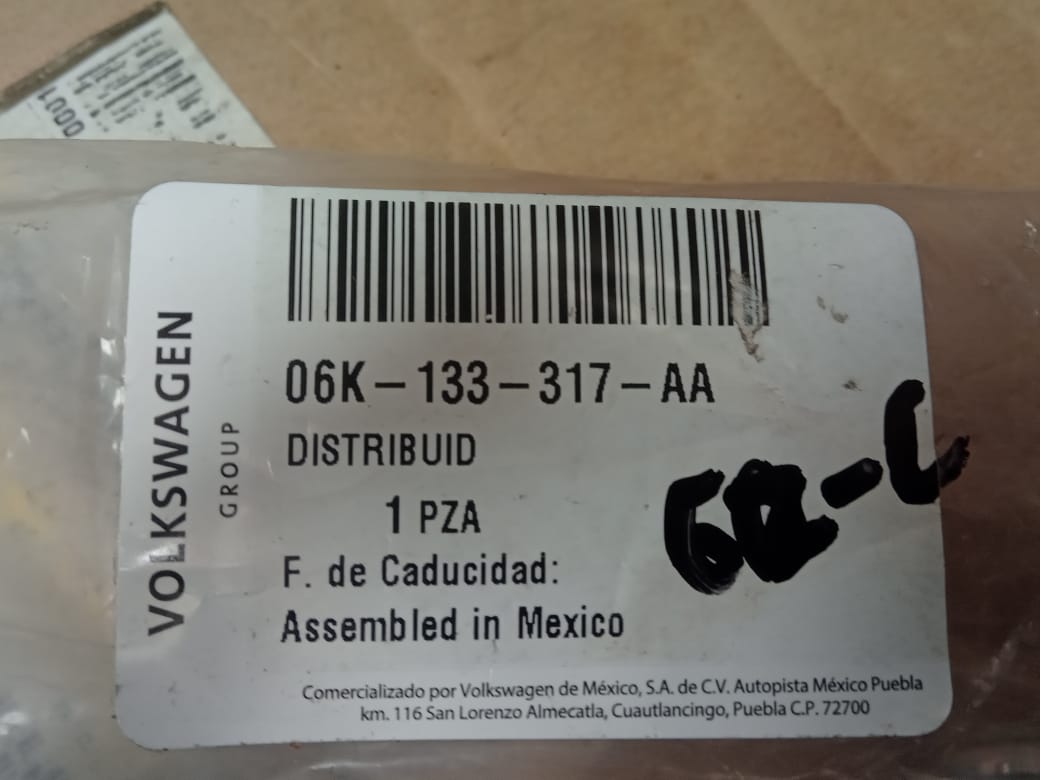 0001
VOLKSWAGEN
GROUP
06K-133-317-AA
DISTRIBUID
1 PZA
F. de Caducidad:
Assembled in Mexico
Comercializado por Volkswagen de México, S.A. de C.V. Autopista México Puebla
km. 116 San Lorenzo Almecatla, Cuautlancingo, Puebla C.P. 72700